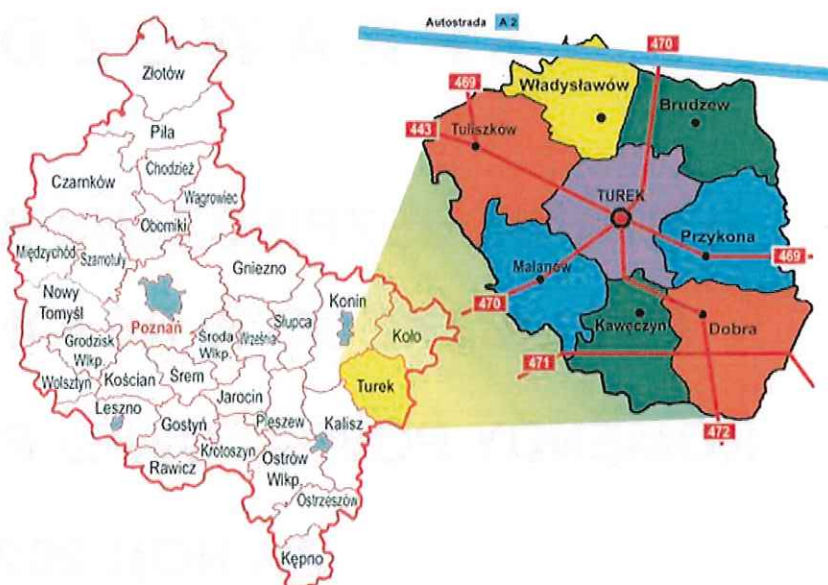 Złotów
Piła
Czarnków
Chodzież
Wągrowiec
Oborniki
Międzychód
Szamotuły
Gniezno
Nowy
Tomyśl
Poznań
Konin
Słupca
Koło
Grodzisk
Wlkp.
Środa
Wlkp.
Września
Wolsztyn
Kościan
Śrem
Jarocin
Turek
Leszno
Gostyń
Pleszew
Kalisz
Krotoszyn
Rawicz
Ostrów
Wlkp.
Ostrzeszów
Kępno
Autostrada A 2
470
469
Władysławów
Brudzew
443
Tuliszków
TUREK
Przykona
469
Malanów
470
Kawęczyn
Dobra
471
472